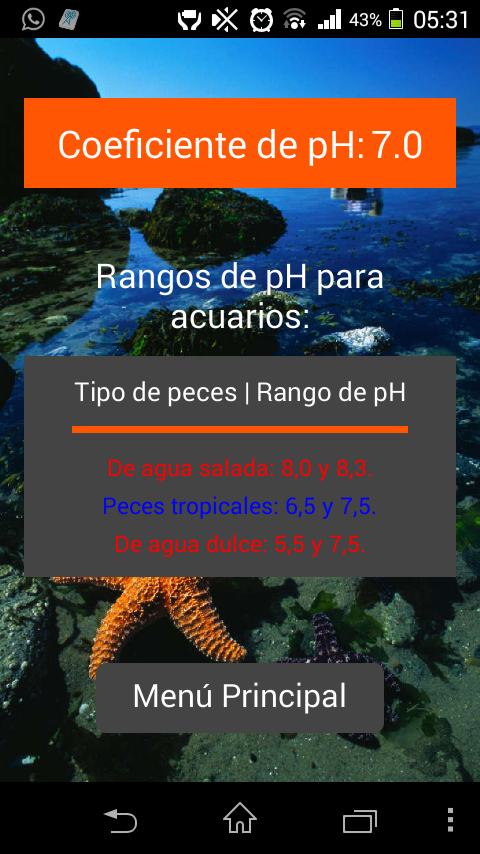 43% 05:31
Coeficiente de pH: 7.0
Rangos de pH para
acuarios:
Tipo de peces | Rango de pH
De agua salada: 8,0 y 8,3.
Peces tropicales: 6,5 y 7,5.
De agua dulce: 5,5 y 7,5.
Menú Principal